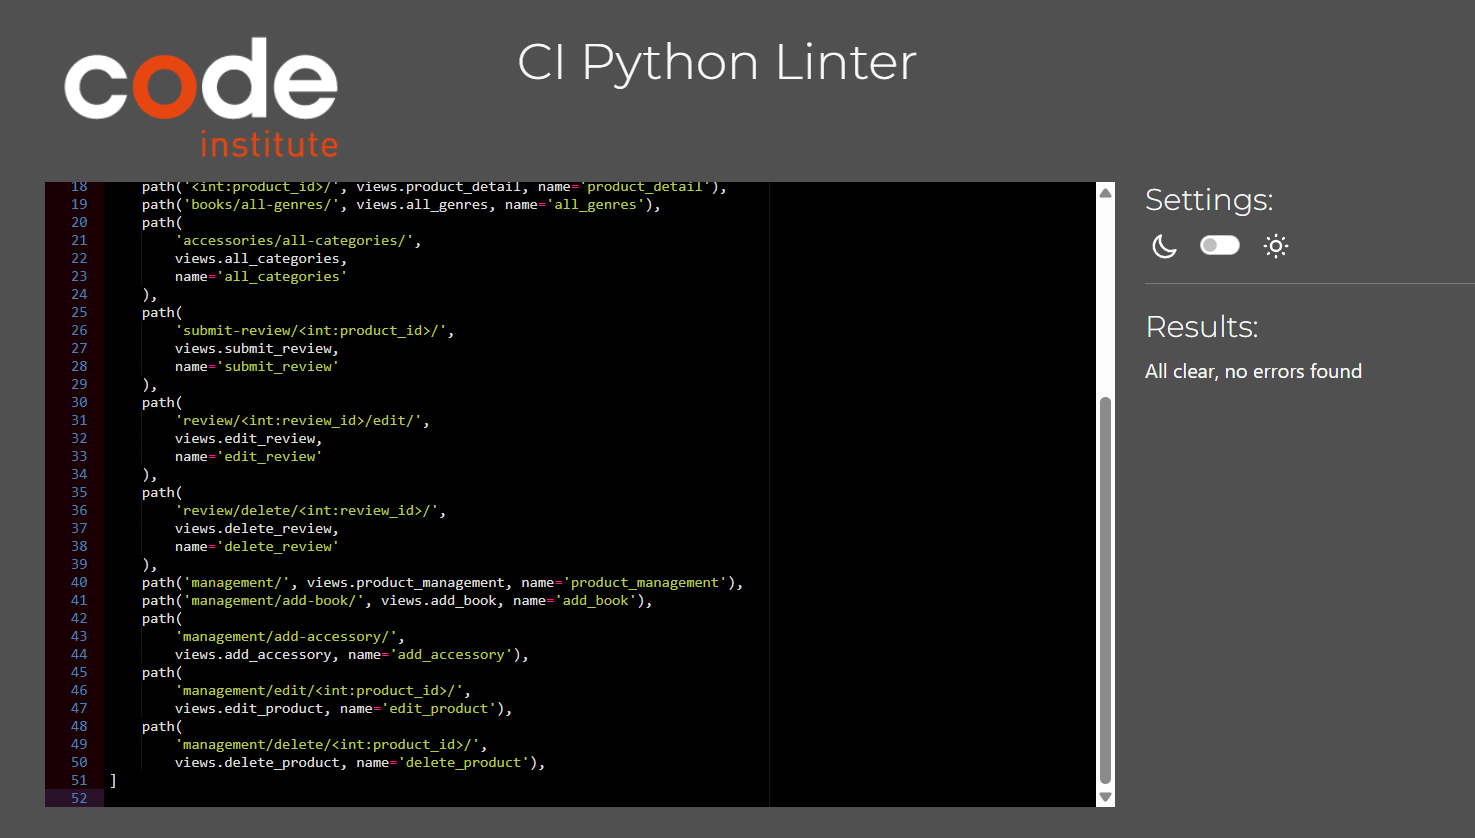 code
institute
CI Python Linter
18 path('<int:product_id>/', views.product_detail, name='product_detail'),
19 path('books/all-genres/', views.all_genres, name='all_genres'),
20 path(
21 'accessories/all-categories/',
22 views.all_categories,
23 name='all_categories'
24 ),
25 path(
26 'submit-review/<int:product_id>/',
27 views.submit_review,
28 name='submit_review'
29 ),
30 path(
31 'review/<int:review_id>/edit/',
32 views.edit_review,
33 name='edit_review'
34 ),
35 path(
36 'review/delete/<int:review_id>/',
37 views.delete_review,
38 name='delete_review'
39 ),
40 path('management/', views.product_management, name='product_management'),
41 path('management/add-book/', views.add_book, name='add_book'),
42 path(
43 'management/add-accessory/',
44 views.add_accessory, name='add_accessory'),
45 path(
46 'management/edit/<int:product_id>/',
47 views.edit_product, name='edit_product'),
48 path(
49 'management/delete/<int:product_id>/',
50 views.delete_product, name='delete_product'),
51 ]
52
Settings:
Results:
All clear, no errors found